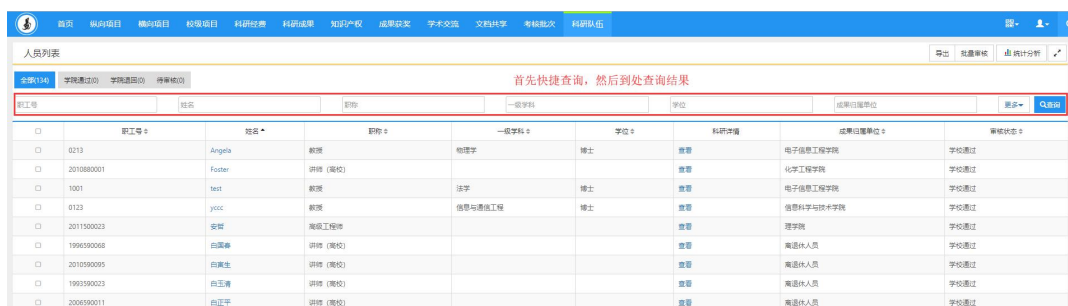 首页 纵向项目 横向项目 校级项目 科研经费 科研成果 知识产权 成果获奖 学术交流 文档共享 考核批次 科研队伍
人员列表 导出 批量审核 统计分析
全部(134) 学院通过(0) 学院退回(0) 待审核(0) 首先快捷查询，然后到处查询结果
职工号 姓名 职称 一级学科 学位 成果归属单位 更多 查询
职工号 姓名 职称 一级学科 学位 科研详情 成果归属单位 审核状态
0213 Angela 教授 物理学 博士 查看 电子信息工程学院 学校通过
2010880001 Foster 讲师 (高校) 查看 化学工程学院 学校通过
1001 test 教授 法学 博士 查看 电子信息工程学院 学校通过
0123 yccc 教授 信息与通信工程 博士 查看 信息科学与技术学院 学校通过
2011500023 安哲 高级工程师 查看 理学院 学校通过
1996590068 白国春 讲师 (高校) 查看 离退休人员 学校通过
2010590095 白寅生 讲师 (高校) 查看 离退休人员 学校通过
1993590023 白玉清 讲师 (高校) 查看 离退休人员 学校通过
2006590011 白正平 讲师 (高校) 查看 离退休人员 学校通过